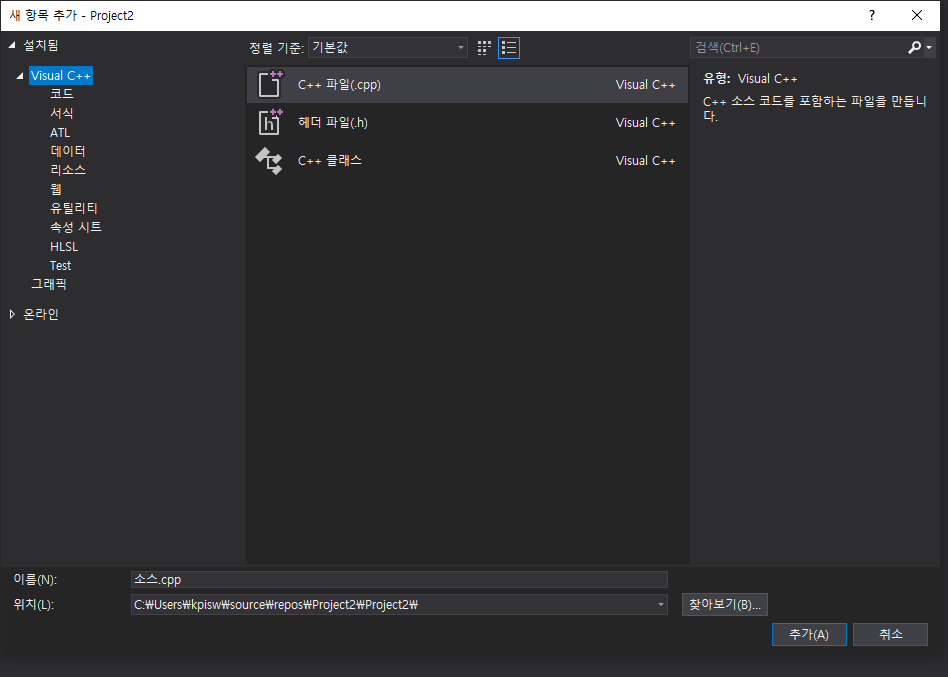 새 항목 추가 - Project2
?
설치됨
정렬 기준: 기본값
검색(Ctrl+E)
Visual C++
코드
서식
ATL
데이터
리소스
웹
유틸리티
속성 시트
HLSL
Test
그래픽
온라인
C++ 파일(.cpp) Visual C++
헤더 파일(.h) Visual C++
C++ 클래스 Visual C++
유형: Visual C++
C++ 소스 코드를 포함하는 파일을 만듭니
다.
이름(N): 소스.cpp
위치(L): C:₩Users₩kpisw₩source₩repos₩Project2₩Project2₩
찾아보기(B)...
추가(A) 취소